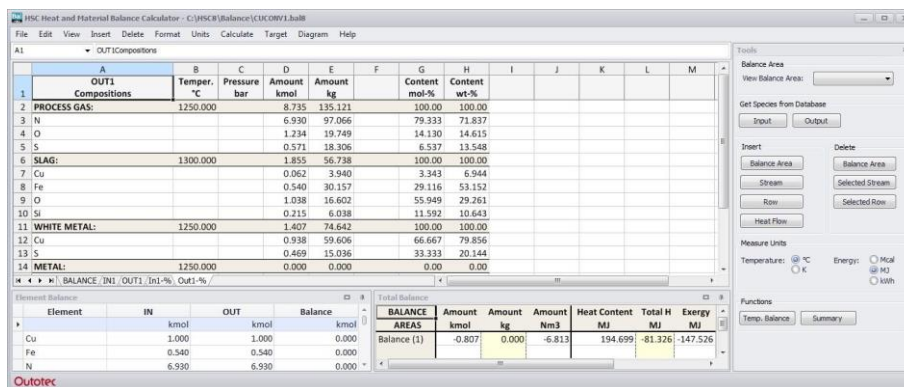 HSC Heat and Material Balance Calculator - C:\HSC8\Balance\CUCONV1.bal8
File Edit View Insert Delete Format Units Calculate Target Diagram Help
A1 OUT1Compositions
A B C D E F G H I J K L M
OUT1 Temper. Pressure Amount Amount Content Content
1 Compositions °C bar kmol kg mol-% wt-%
2 PROCESS GAS: 1250.000 8.735 135.121 100.00 100.00
3 N 6.930 97.066 79.333 71.837
4 O 1.234 19.749 14.130 14.615
5 S 0.571 18.306 6.537 13.548
6 SLAG: 1300.000 1.855 56.738 100.00 100.00
7 Cu 0.062 3.940 3.343 6.944
8 Fe 0.540 30.157 29.116 53.152
9 O 1.038 16.602 55.949 29.261
10 Si 0.215 6.038 11.592 10.643
11 WHITE METAL: 1250.000 1.407 74.642 100.00 100.00
12 Cu 0.938 59.606 66.667 79.856
13 S 0.469 15.036 33.333 20.144
14 METAL: 1250.000 0.000 0.000 0.00 0.00
BALANCE IN1 OUT1 In1-% Out1-%
Element Balance
Element IN OUT Balance
kmol kmol kmol
Cu 1.000 1.000 0.000
Fe 0.540 0.540 0.000
N 6.930 6.930 0.000
Total Balance
BALANCE Amount Amount Amount Heat Content Total H Exergy
AREAS kmol kg Nm3 MJ MJ MJ
Balance (1) -0.807 0.000 -6.813 194.699 -81.326 -147.526
Tools
Balance Area
View Balance Area:
Get Species from Database
Input Output
Insert Delete
Balance Area Balance Area
Stream Selected Stream
Row Selected Row
Heat Flow
Measure Units
Temperature: °C Energy: Mcal
K MJ
kWh
Functions
Temp. Balance Summary
Outotec